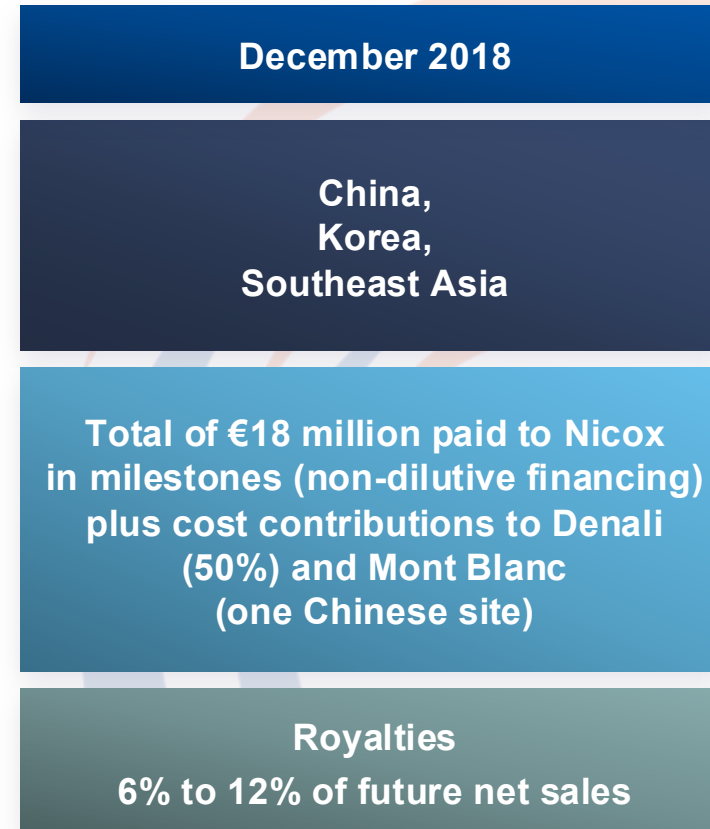 December 2018
China,
Korea,
Southeast Asia
Total of €18 million paid to Nicox
in milestones (non-dilutive financing)
plus cost contributions to Denali
(50%) and Mont Blanc
(one Chinese site)
Royalties
6% to 12% of future net sales